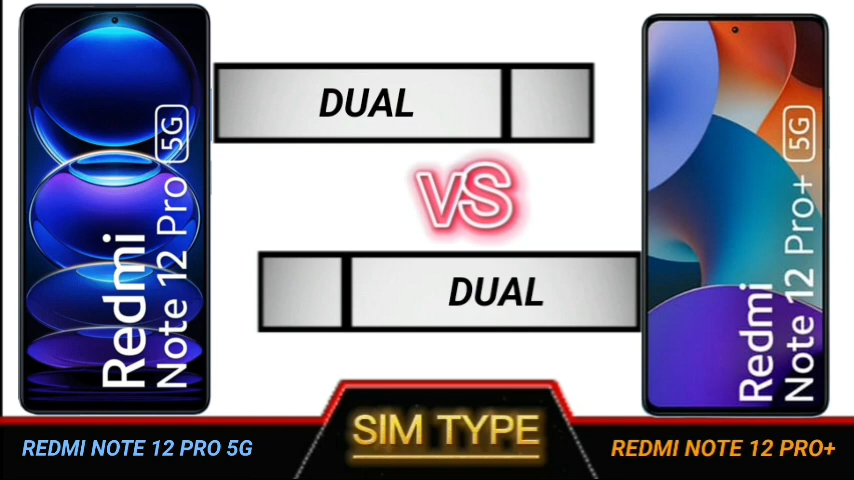 Redmi
Note 12 Pro 5G
DUAL
VS
DUAL
Redmi
Note 12 Pro+ 5G
SIM TYPE
REDMI NOTE 12 PRO 5G
REDMI NOTE 12 PRO+